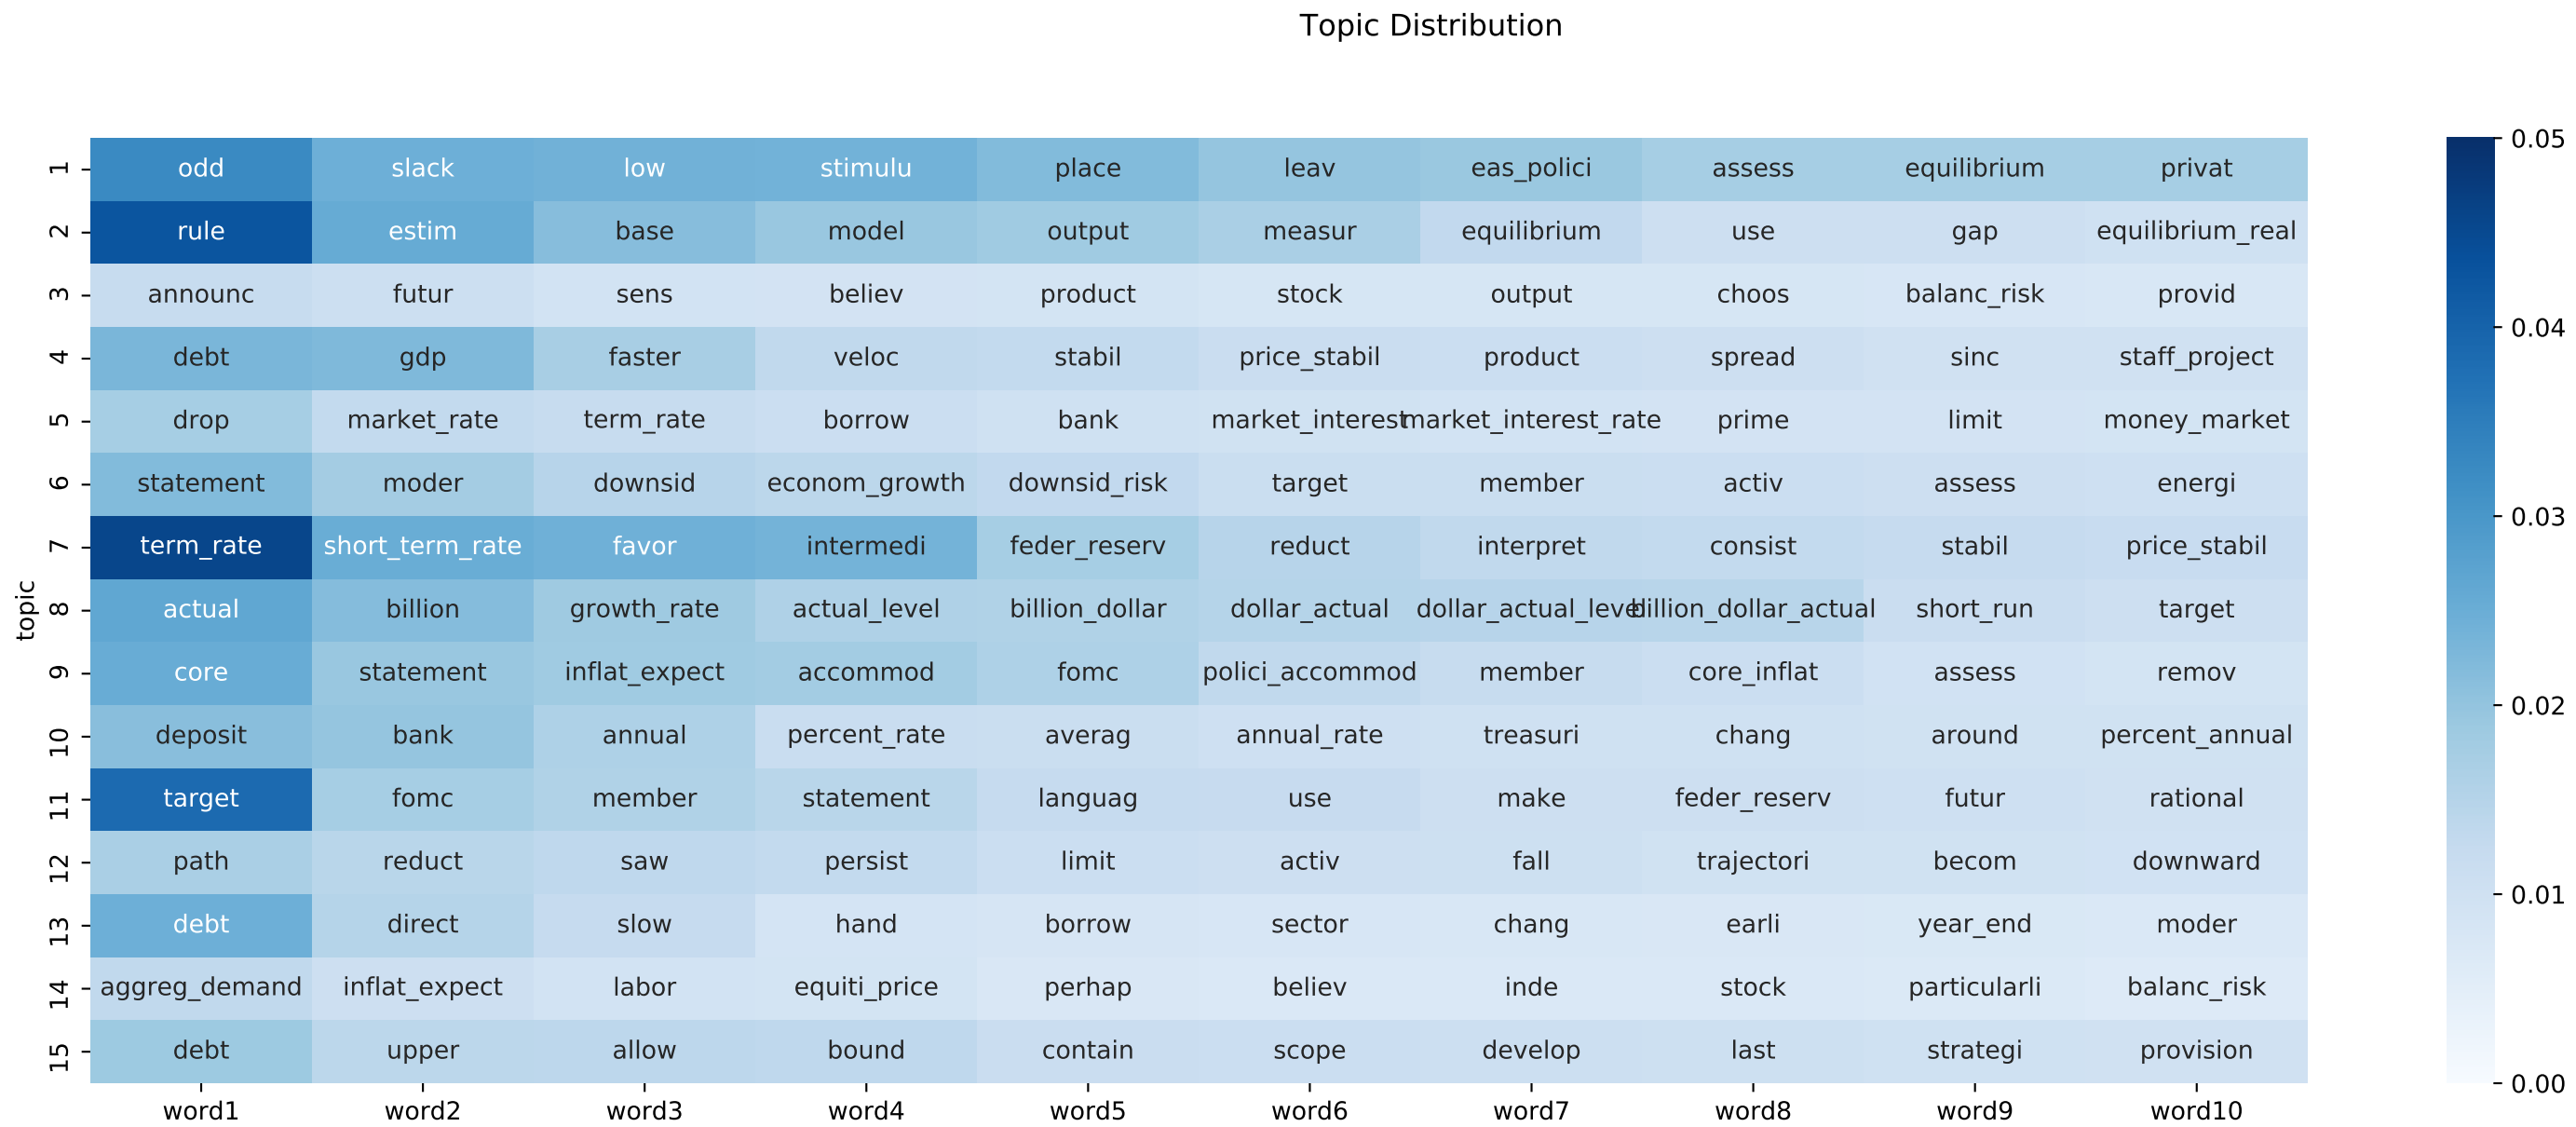 Topic Distribution
1 odd slack low stimulu place leav eas_polici assess equilibrium privat
2 rule estim base model output measur equilibrium use gap equilibrium_real
3 announc futur sens believ product stock output choos balanc_risk provid
4 debt gdp faster veloc stabil price_stabil product spread sinc staff_project
5 drop market_rate term_rate borrow bank market_interest market_interest_rate prime limit money_market
6 statement moder downsid econom_growth downsid_risk target member activ assess energi
7 term_rate short_term_rate favor intermedi feder_reserv reduct interpret consist stabil price_stabil
8 actual billion growth_rate actual_level billion_dollar dollar_actual dollar_actual_level billion_dollar_actual short_run target
9 core statement inflat_expect accommod fomc polici_accommod member core_inflat assess remov
10 deposit bank annual percent_rate averag annual_rate treasuri chang around percent_annual
11 target fomc member statement languag use make feder_reserv futur rational
12 path reduct saw persist limit activ fall trajectori becom downward
13 debt direct slow hand borrow sector chang earli year_end moder
14 aggreg_demand inflat_expect labor equiti_price perhap believ inde stock particularli balanc_risk
15 debt upper allow bound contain scope develop last strategi provision
word1 word2 word3 word4 word5 word6 word7 word8 word9 word10
topic
0.05
0.04
0.03
0.02
0.01
0.00